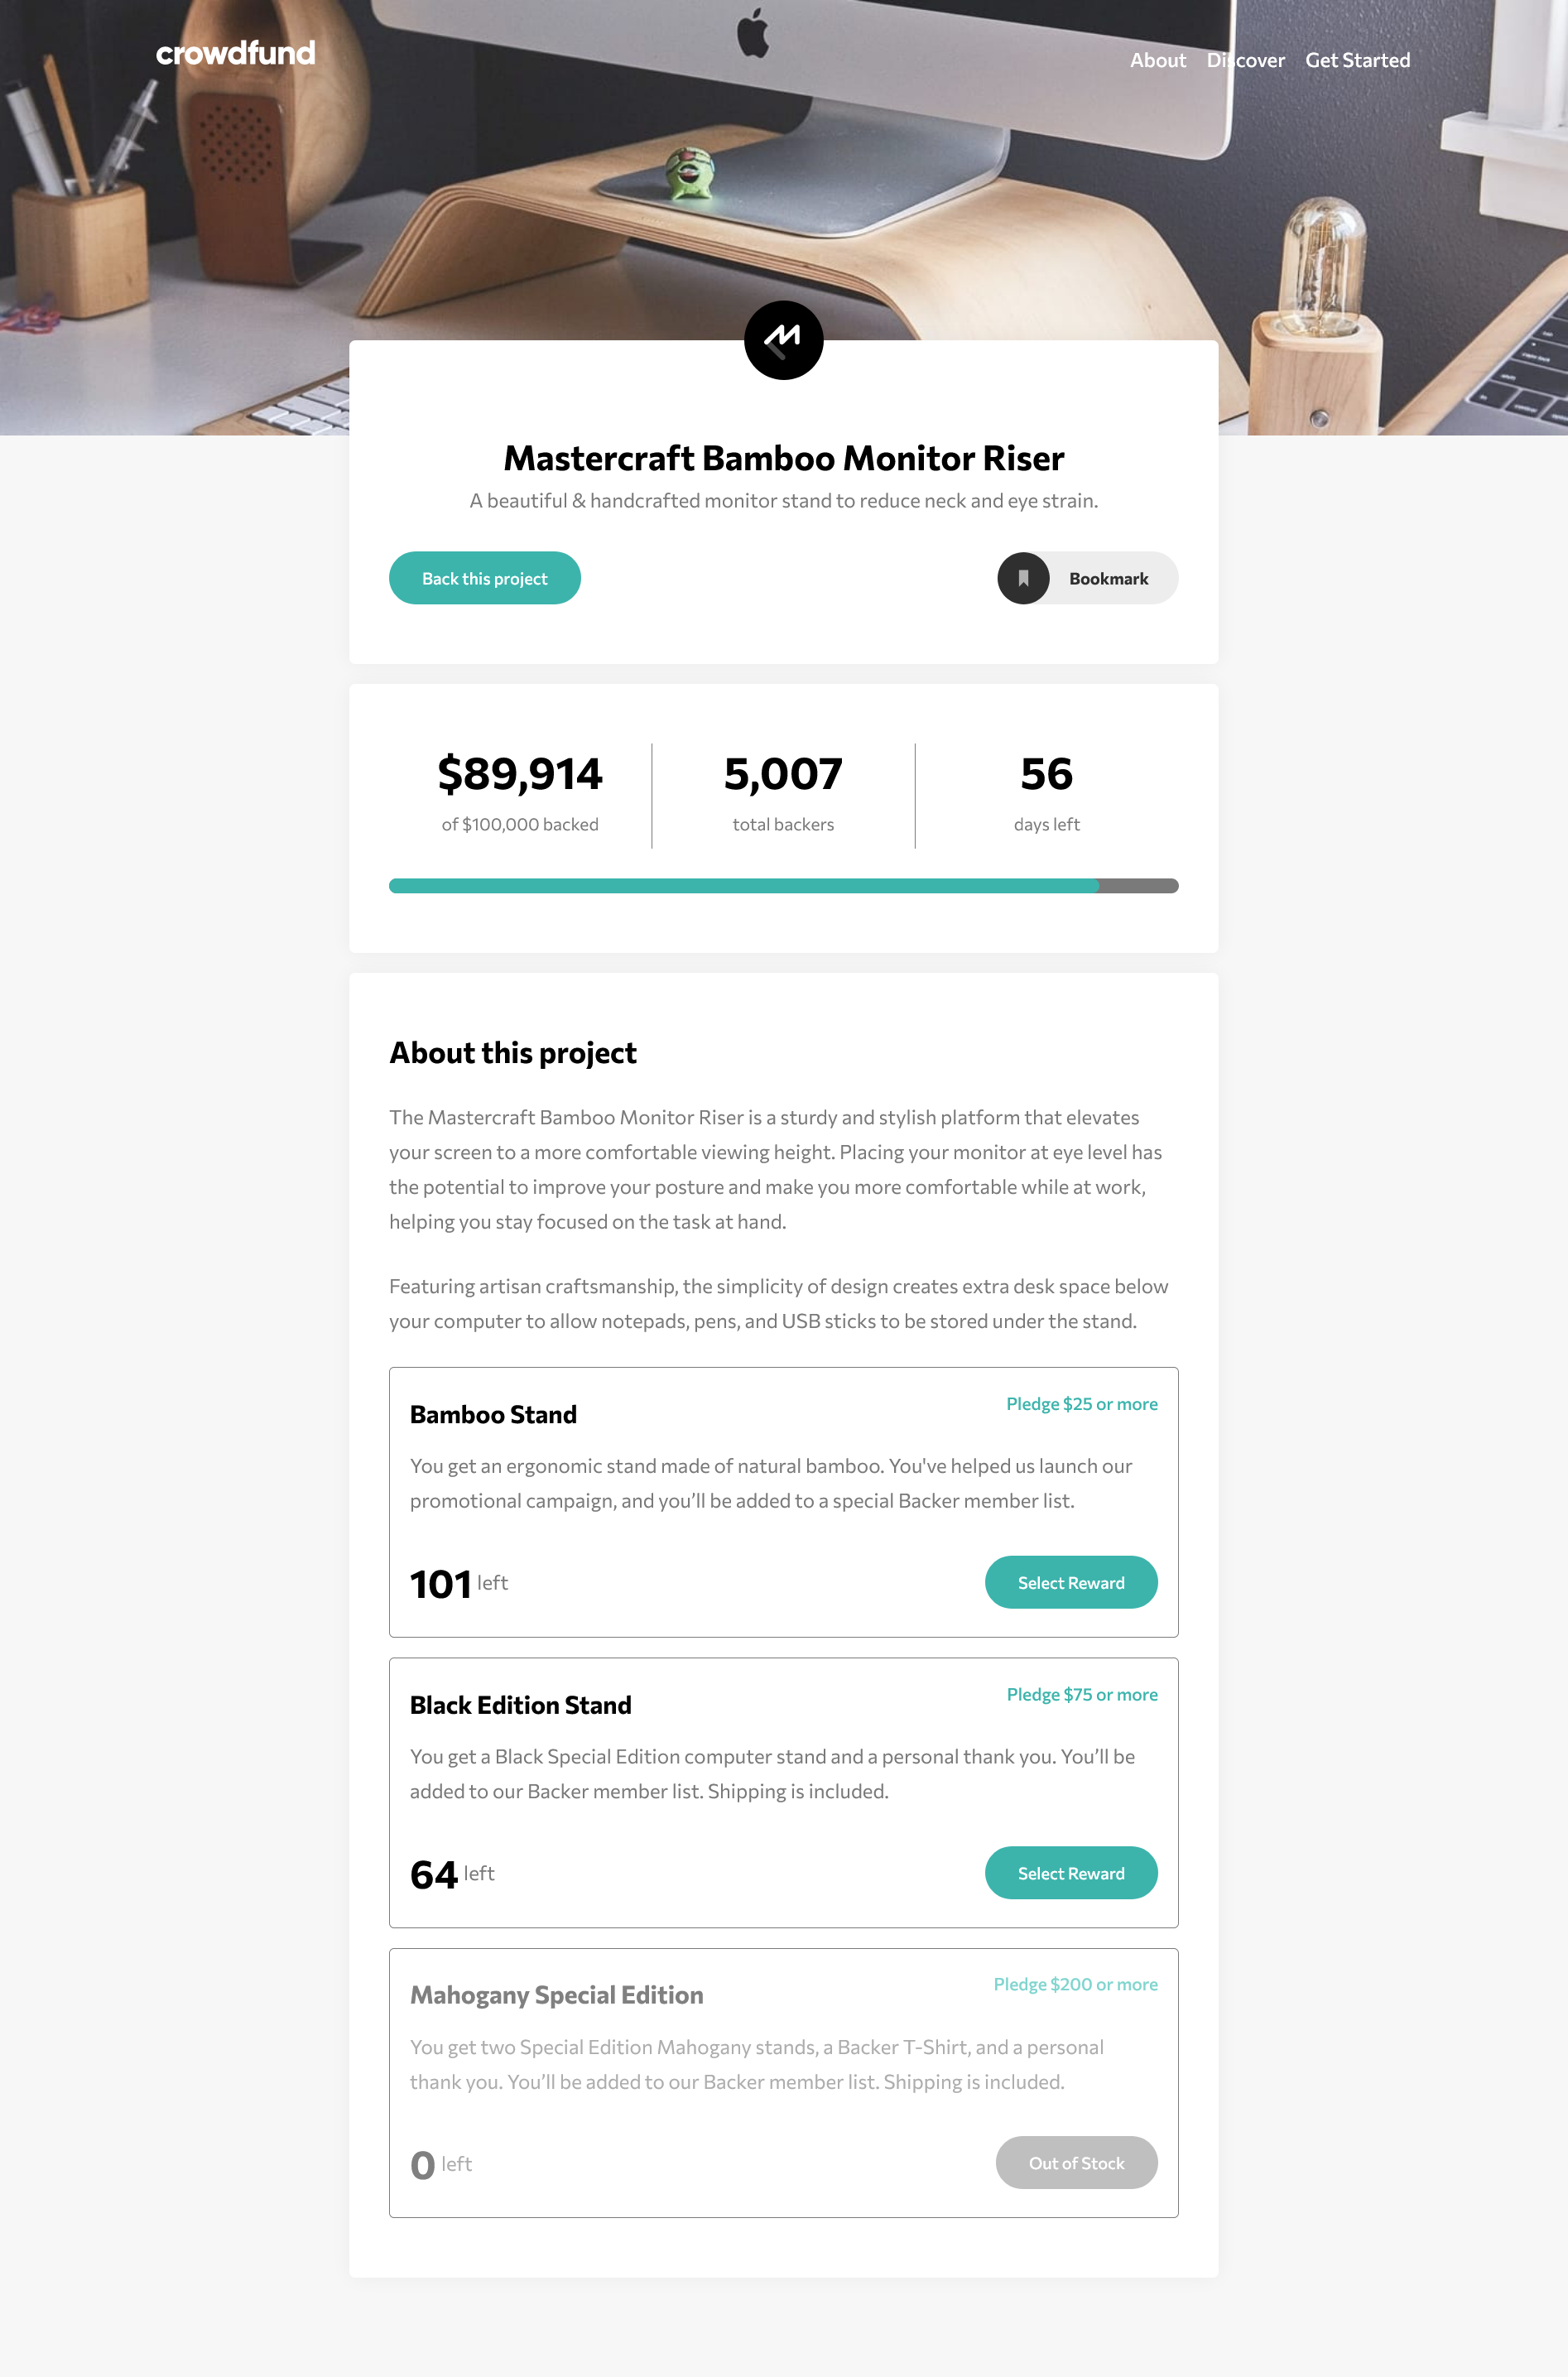 crowdfund
About Discover Get Started
Mastercraft Bamboo Monitor Riser
A beautiful & handcrafted monitor stand to reduce neck and eye strain.
Back this project
Bookmark
$89,914
of $100,000 backed
5,007
total backers
56
days left
About this project
The Mastercraft Bamboo Monitor Riser is a sturdy and stylish platform that elevates
your screen to a more comfortable viewing height. Placing your monitor at eye level has
the potential to improve your posture and make you more comfortable while at work,
helping you stay focused on the task at hand.
Featuring artisan craftsmanship, the simplicity of design creates extra desk space below
your computer to allow notepads, pens, and USB sticks to be stored under the stand.
Bamboo Stand
Pledge $25 or more
You get an ergonomic stand made of natural bamboo. You've helped us launch our
promotional campaign, and you’ll be added to a special Backer member list.
101 left
Select Reward
Black Edition Stand
Pledge $75 or more
You get a Black Special Edition computer stand and a personal thank you. You’ll be
added to our Backer member list. Shipping is included.
64 left
Select Reward
Mahogany Special Edition
Pledge $200 or more
You get two Special Edition Mahogany stands, a Backer T-Shirt, and a personal
thank you. You’ll be added to our Backer member list. Shipping is included.
0 left
Out of Stock